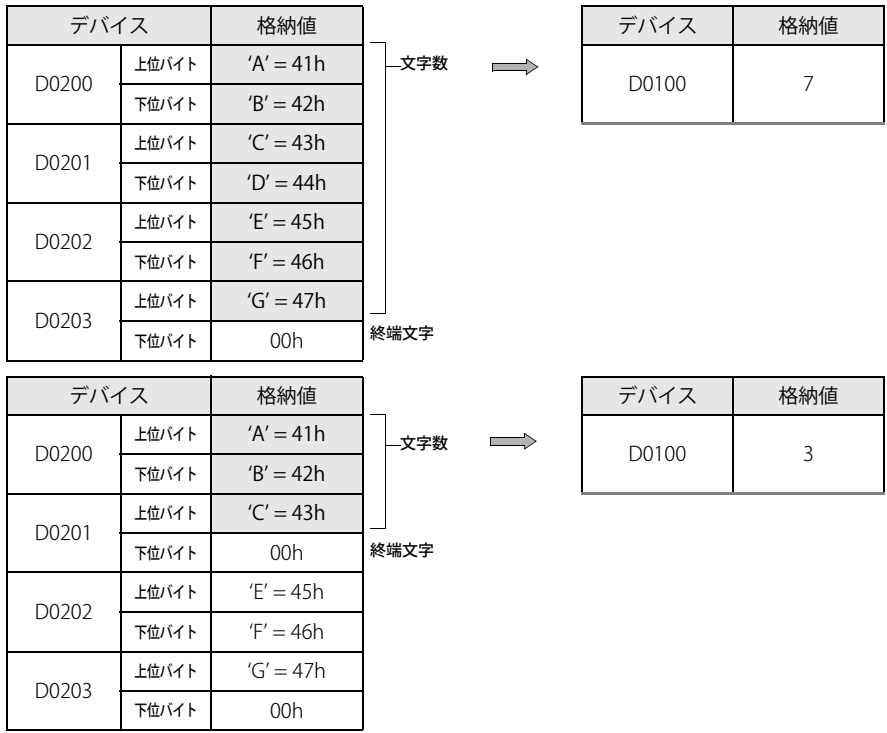 デバイス 格納値
D0200 上位バイト ‘A’ = 41h
下位バイト ‘B’ = 42h
D0201 上位バイト ‘C’ = 43h
下位バイト ‘D’ = 44h
D0202 上位バイト ‘E’ = 45h
下位バイト ‘F’ = 46h
D0203 上位バイト ‘G’ = 47h
下位バイト 00h
文字数
終端文字
デバイス 格納値
D0100 7
デバイス 格納値
D0200 上位バイト ‘A’ = 41h
下位バイト ‘B’ = 42h
D0201 上位バイト ‘C’ = 43h
下位バイト 00h
D0202 上位バイト ‘E’ = 45h
下位バイト ‘F’ = 46h
D0203 上位バイト ‘G’ = 47h
下位バイト 00h
文字数
終端文字
デバイス 格納値
D0100 3